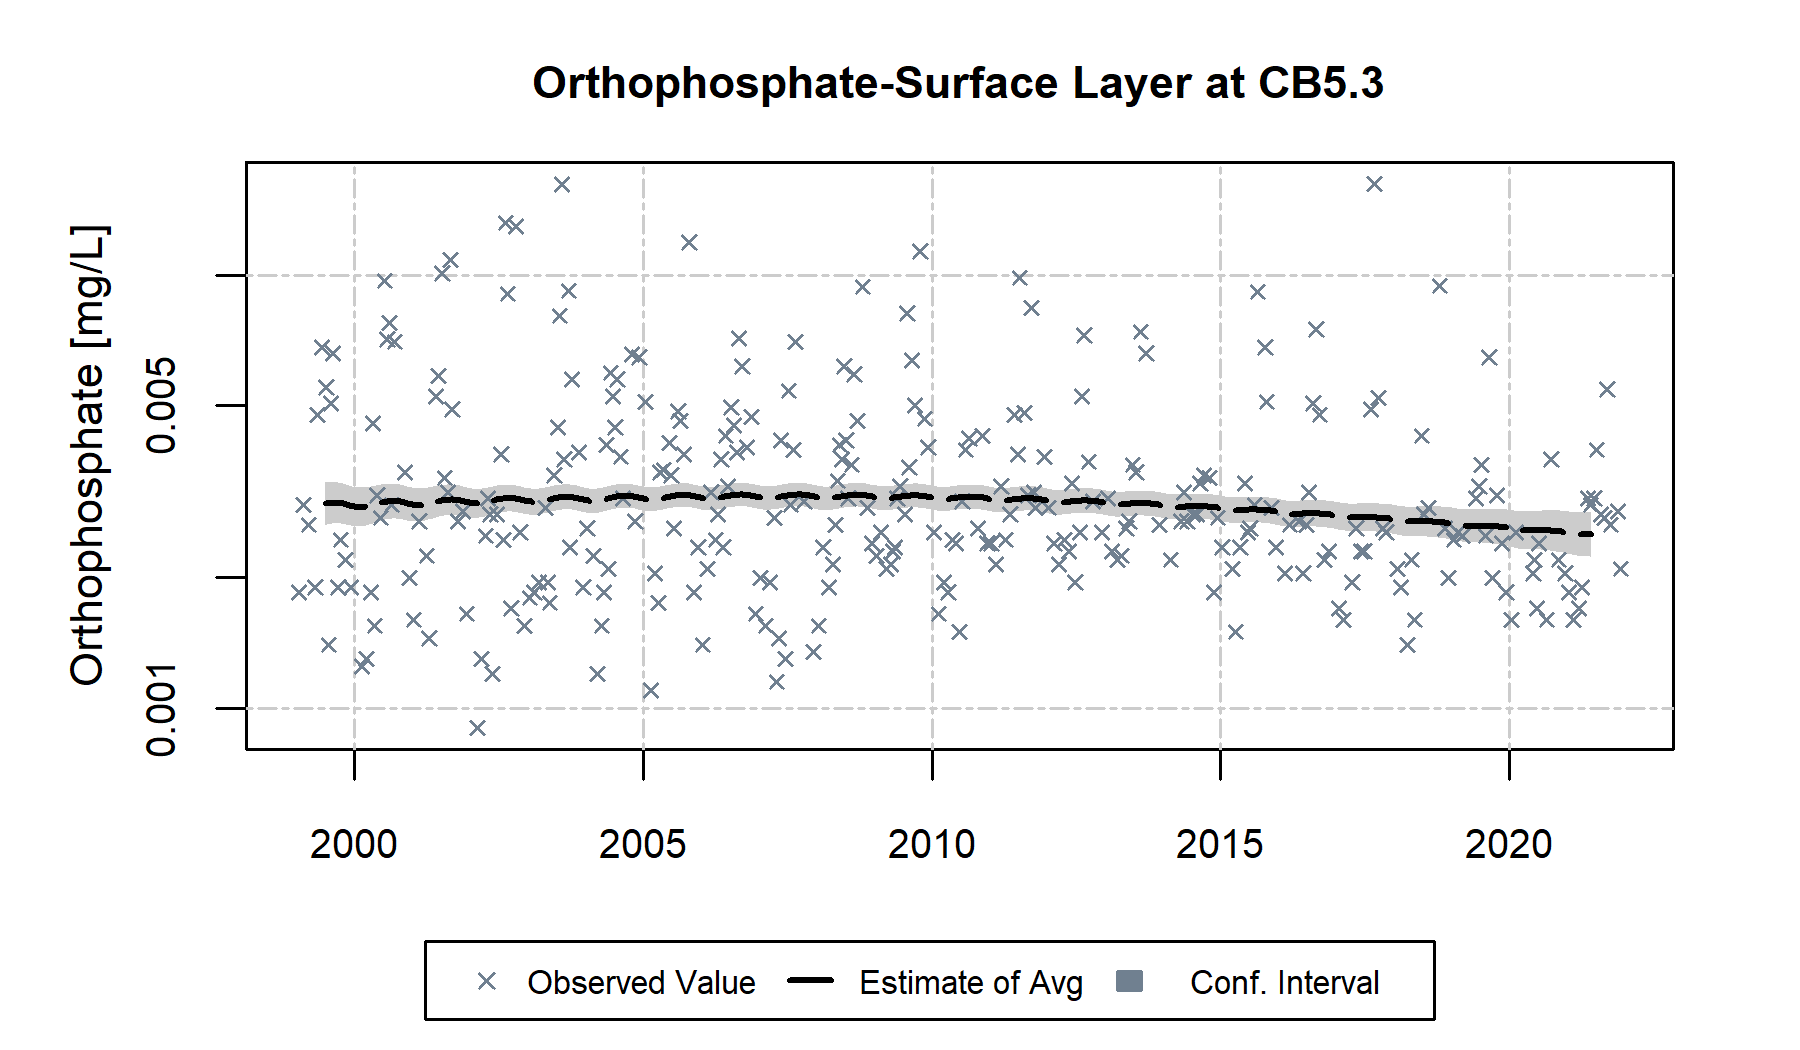 Orthophosphate-Surface Layer at CB5.3
Orthophosphate [mg/L]
0.005
0.001
2000 2005 2010 2015 2020
Observed Value Estimate of Avg Conf. Interval